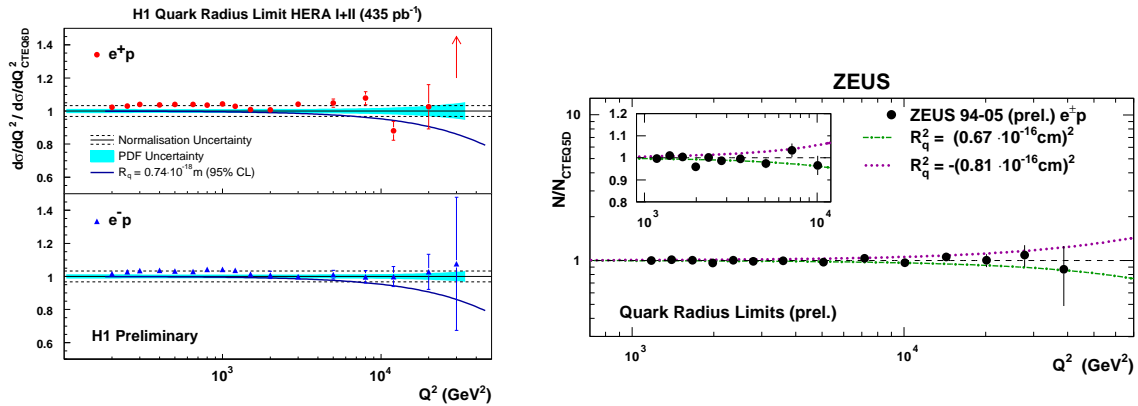 H1 Quark Radius Limit HERA I+II (435 pb-1)
dσ/dQ2 / dσ/dQ2CTEQ6D
1.4
1.2
1
0.8
0.6
e+p
Normalisation Uncertainty
PDF Uncertainty
Rq = 0.74·10-18m (95% CL)
1.4
1.2
1
0.8
0.6
e-p
H1 Preliminary
103
104
Q2 (GeV2)
ZEUS
N/NCTEQ5D
10
1
ZEUS 94-05 (prel.) e±p
R2q = (0.67 ·10-16cm)2
R2q = -(0.81 ·10-16cm)2
1.2
1.1
1
0.9
0.8
103
104
Quark Radius Limits (prel.)
103
104
Q2 (GeV2)